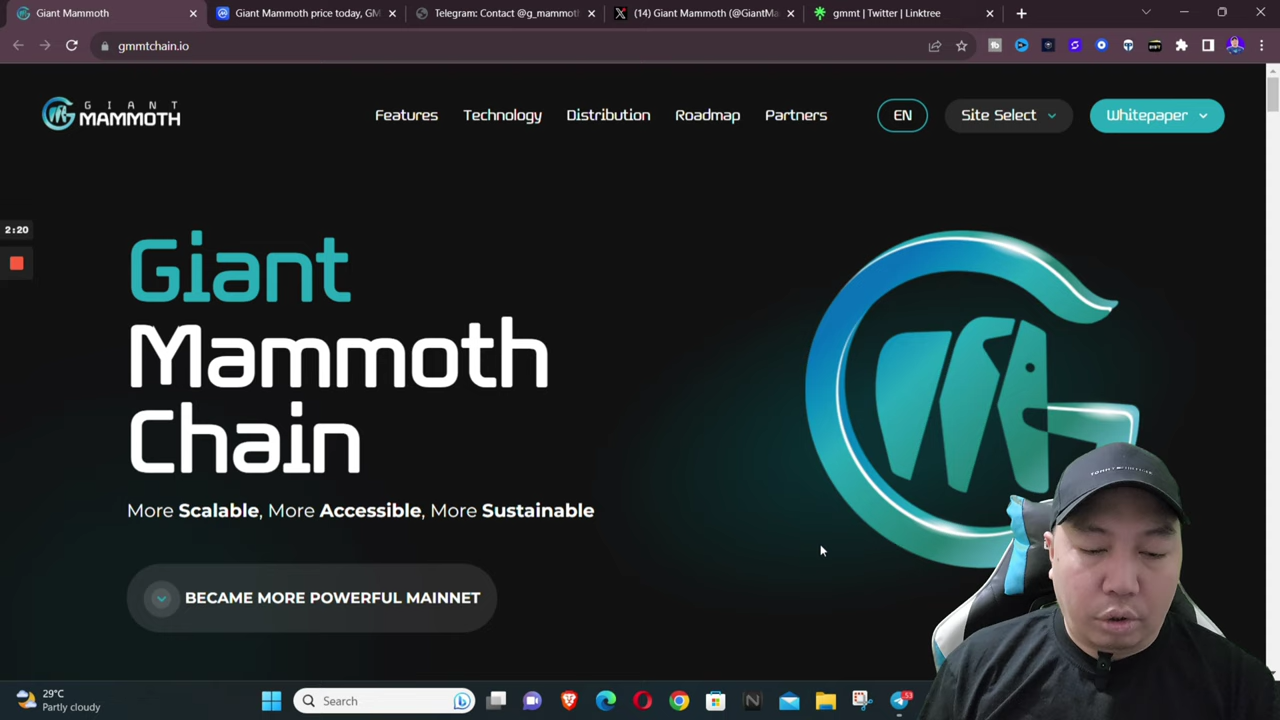 Giant Mammoth
Giant Mammoth price today, GM
Telegram: Contact @g_mammoth
(14) Giant Mammoth (@GiantMa
gmmt | Twitter | Linktree
gmmtchain.io
GIANT
MAMMOTH
Features
Technology
Distribution
Roadmap
Partners
EN
Site Select
Whitepaper
2:20
Giant
Mammoth
Chain
More Scalable, More Accessible, More Sustainable
BECAME MORE POWERFUL MAINNET
29°C
Partly cloudy
Search
53